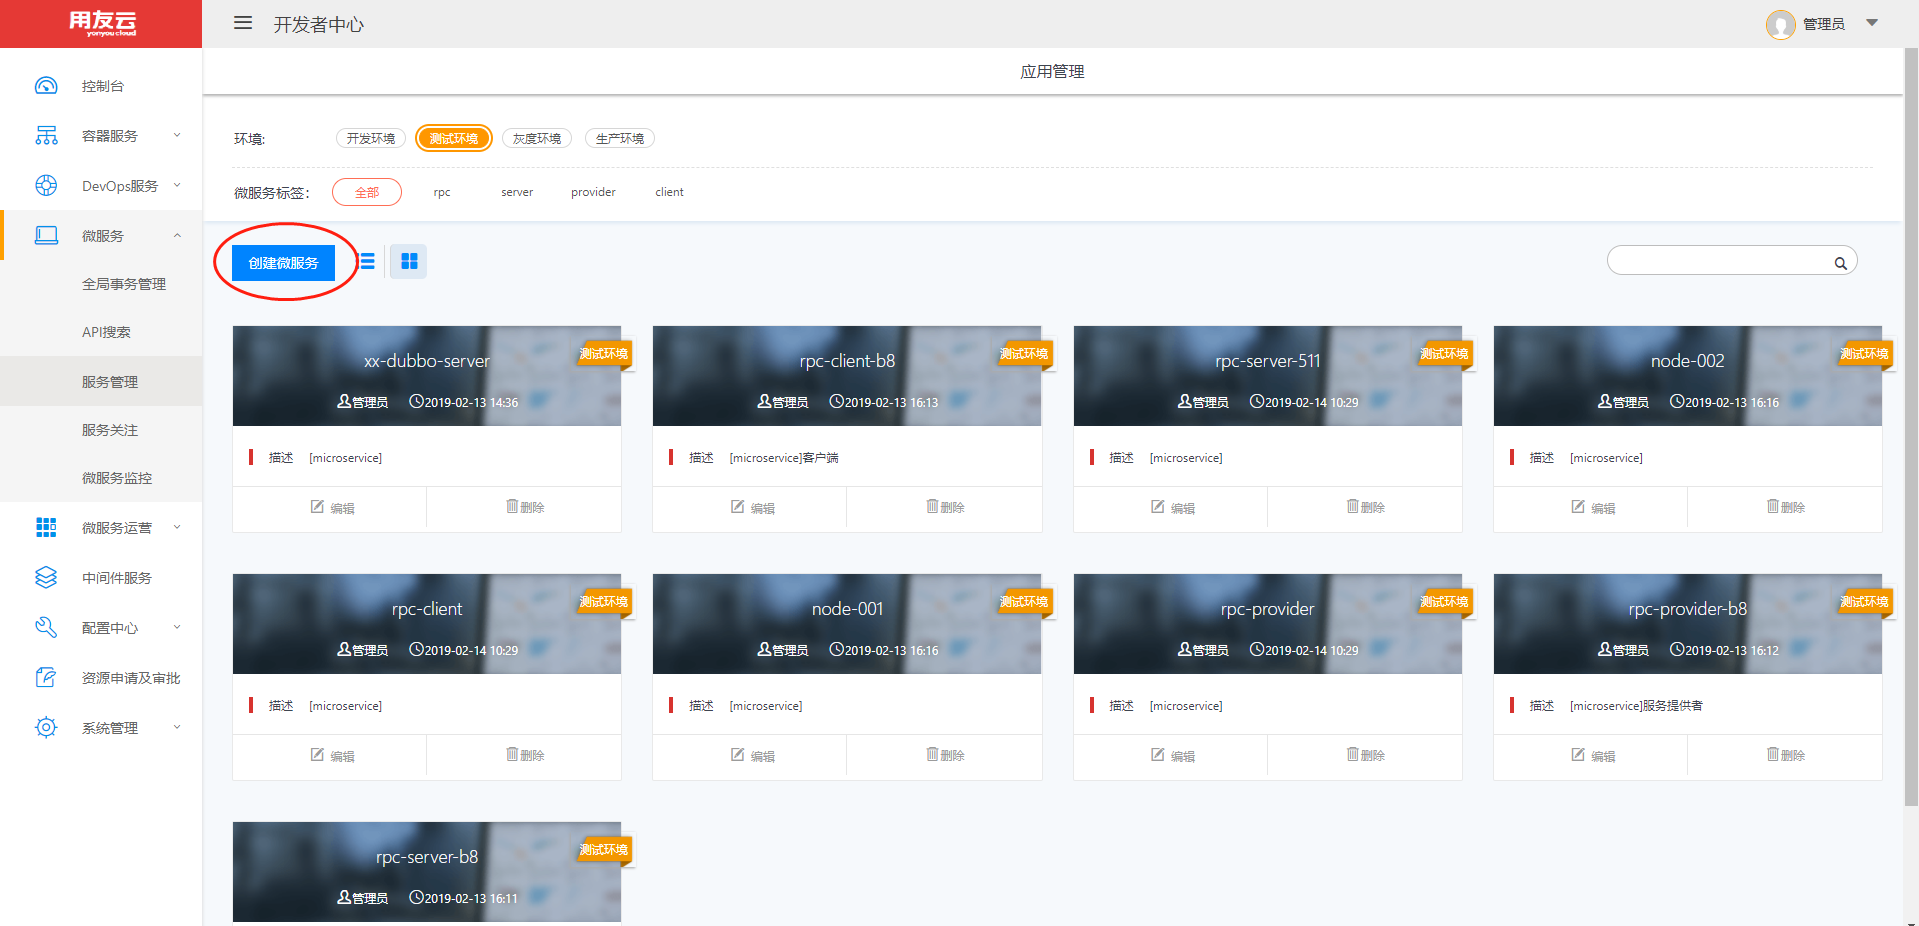 用友云
yonyou cloud
开发者中心
管理员
控制台
容器服务
DevOps服务
微服务
全局事务管理
API搜索
服务管理
服务关注
微服务监控
微服务运营
中间件服务
配置中心
资源申请及审批
系统管理
应用管理
环境: 开发环境 测试环境 灰度环境 生产环境
微服务标签: 全部 rpc server provider client
创建微服务
xx-dubbo-server 测试环境
管理员 2019-02-13 14:36
描述 [microservice]
编辑 删除
rpc-client-b8 测试环境
管理员 2019-02-13 16:13
描述 [microservice]客户端
编辑 删除
rpc-server-511 测试环境
管理员 2019-02-14 10:29
描述 [microservice]
编辑 删除
node-002 测试环境
管理员 2019-02-13 16:16
描述 [microservice]
编辑 删除
rpc-client 测试环境
管理员 2019-02-14 10:29
描述 [microservice]
编辑 删除
node-001 测试环境
管理员 2019-02-13 16:16
描述 [microservice]
编辑 删除
rpc-provider 测试环境
管理员 2019-02-14 10:29
描述 [microservice]
编辑 删除
rpc-provider-b8 测试环境
管理员 2019-02-13 16:12
描述 [microservice]服务提供者
编辑 删除
rpc-server-b8 测试环境
管理员 2019-02-13 16:11